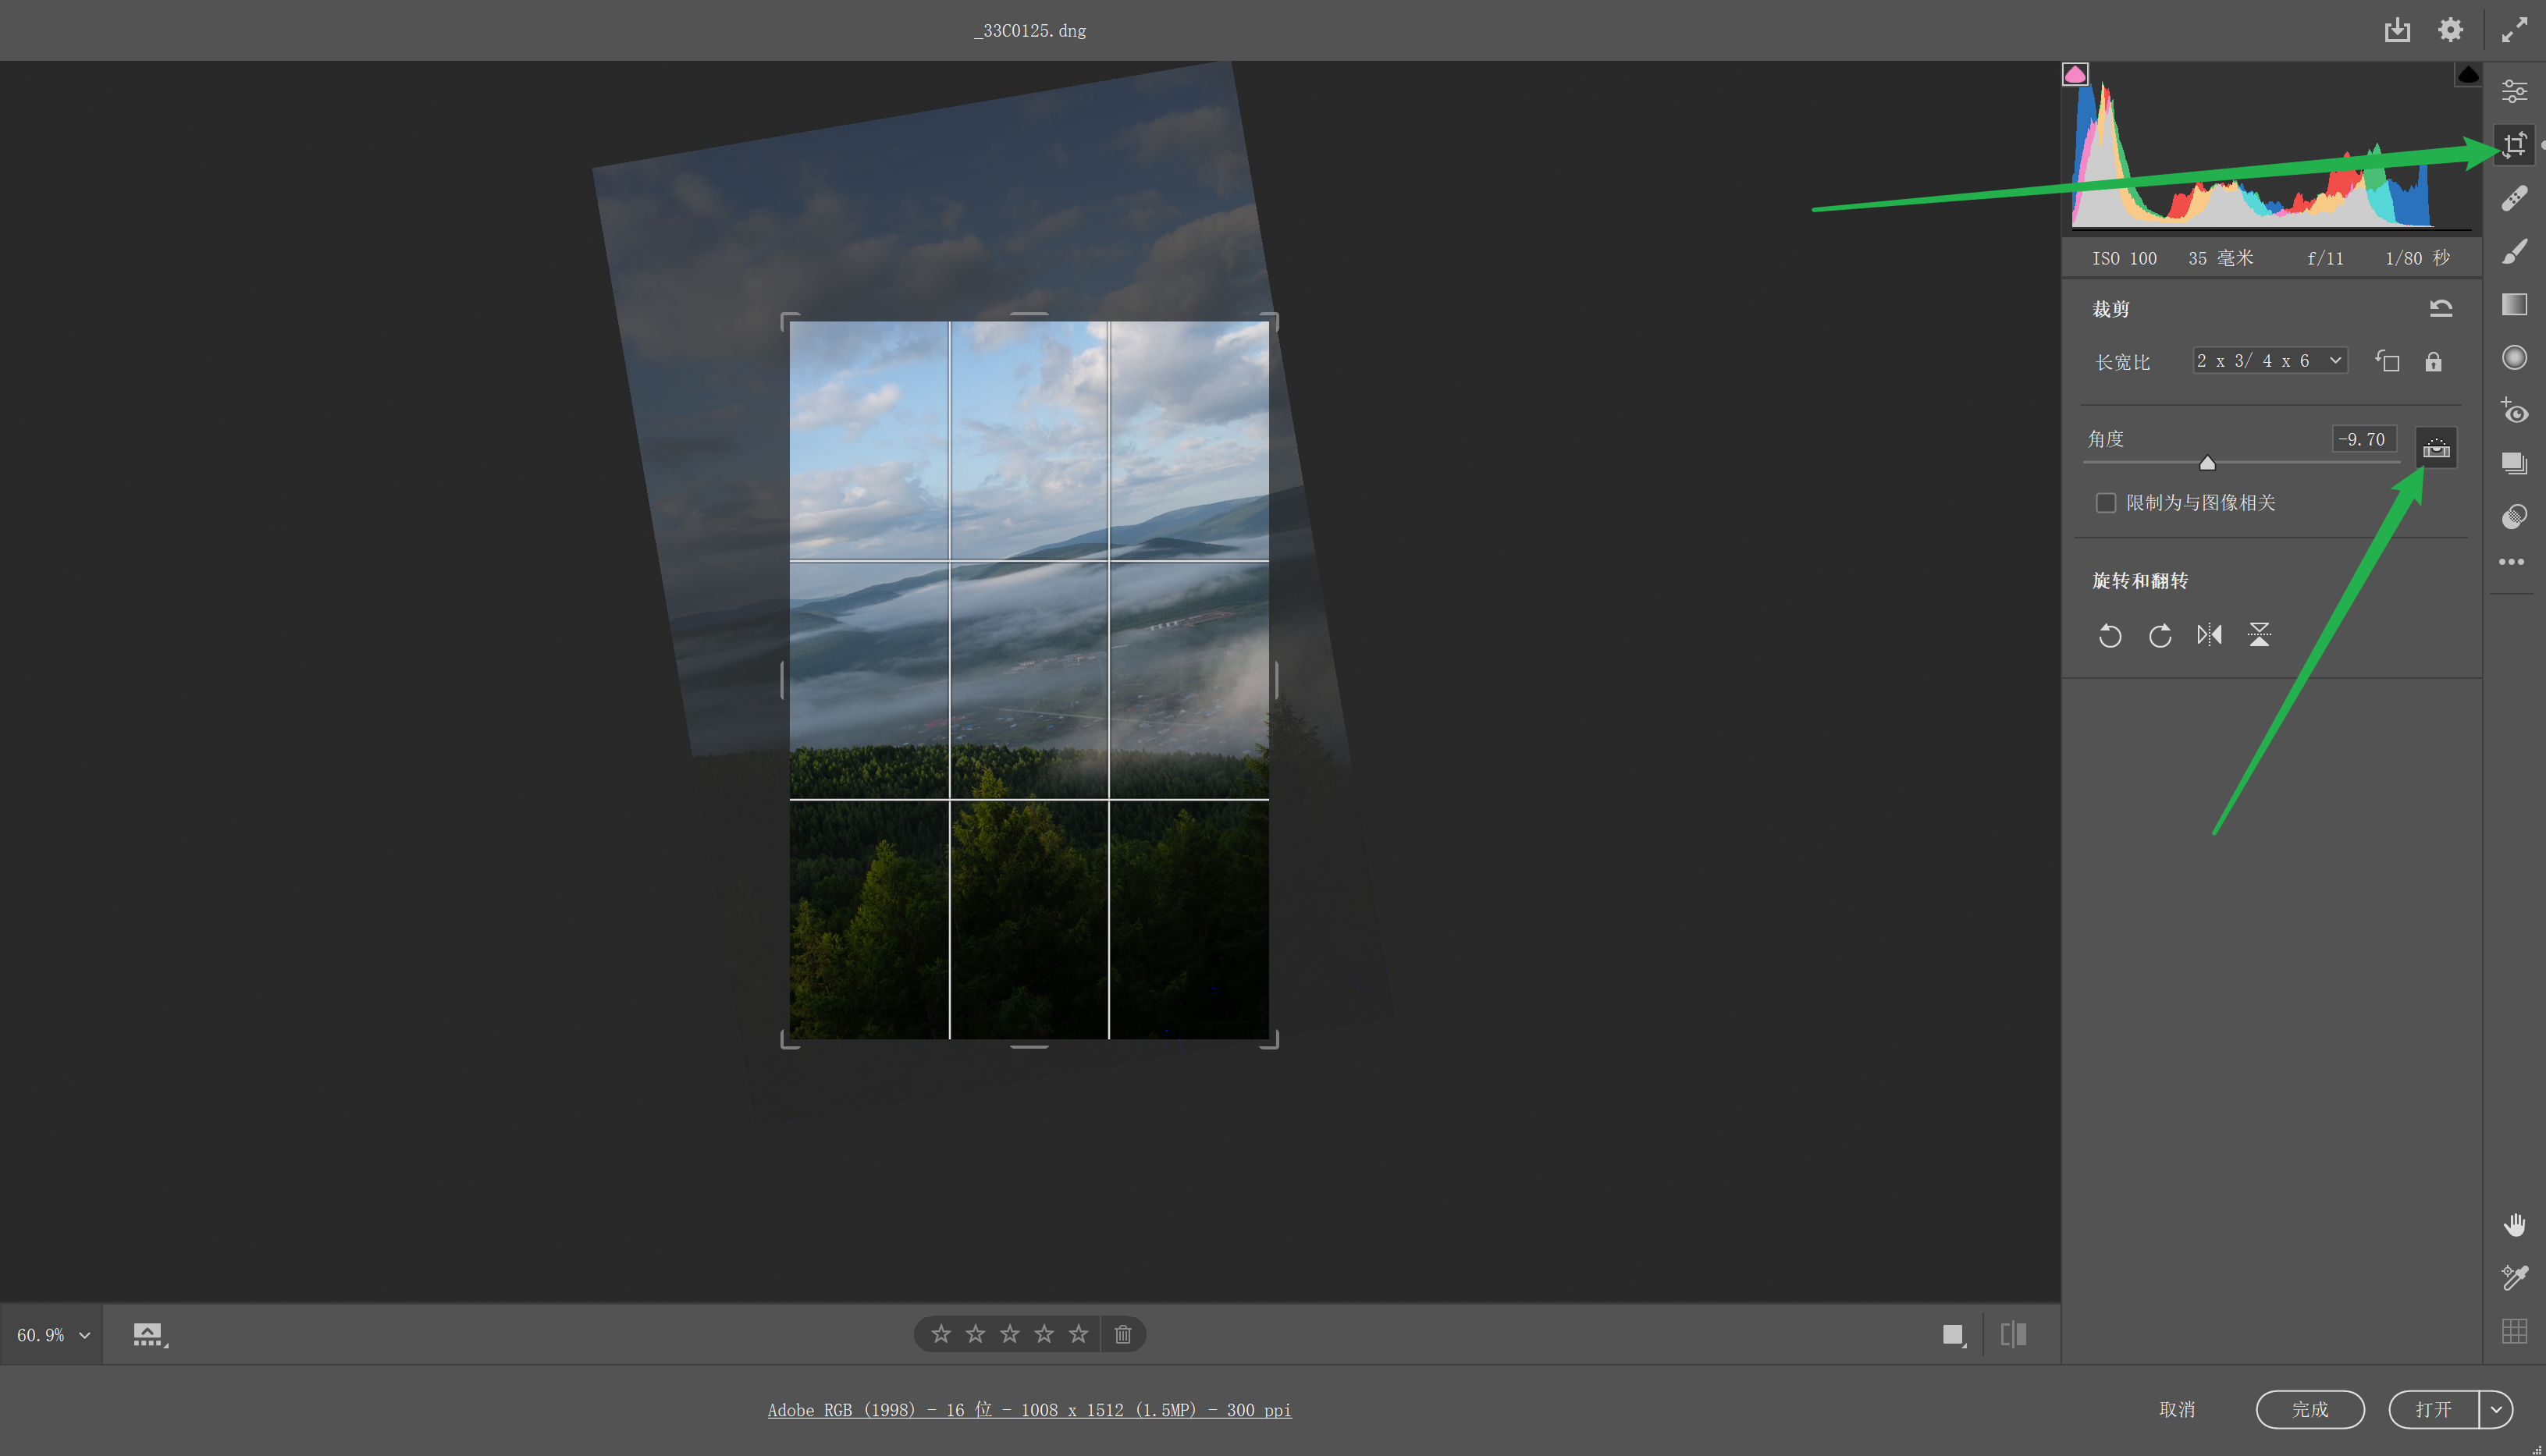 _33C0125.dng
ISO 100 35 毫米 f/11 1/80 秒
裁剪
长宽比 2 x 3/ 4 x 6
角度 -9.70
限制为与图像相关
旋转和翻转
60.9%
Adobe RGB (1998) - 16 位 - 1008 x 1512 (1.5MP) - 300 ppi
取消 完成 打开